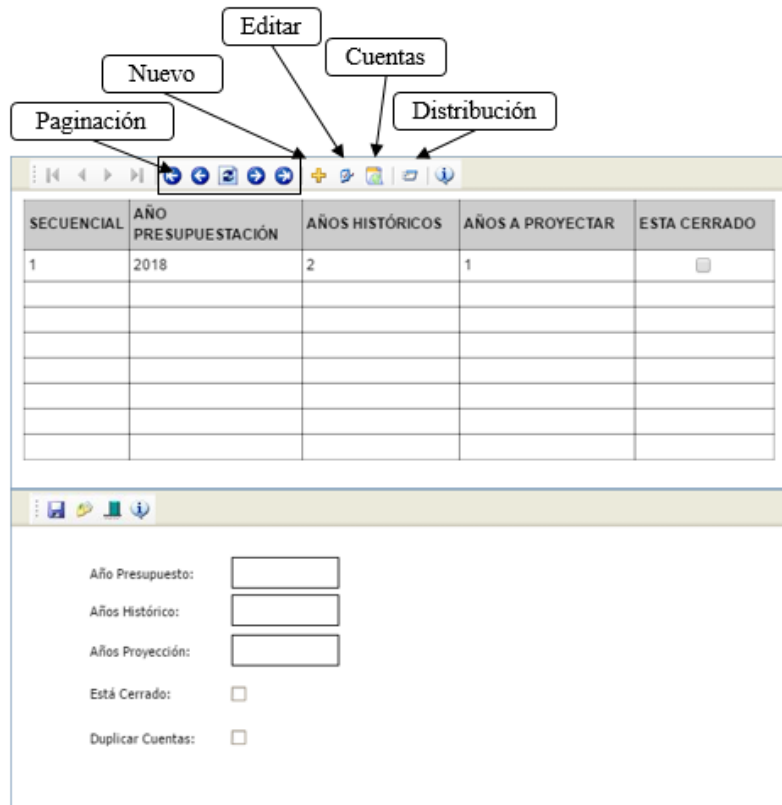 Editar
Cuentas
Nuevo
Distribución
Paginación
SECUENCIAL AÑO PRESUPUESTACIÓN AÑOS HISTÓRICOS AÑOS A PROYECTAR ESTA CERRADO
1 2018 2 1
Año Presupuesto:
Años Histórico:
Años Proyección:
Está Cerrado:
Duplicar Cuentas: